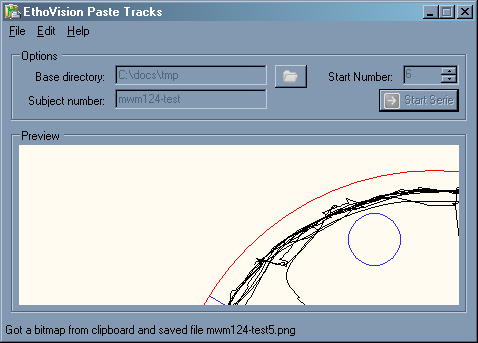 EthoVision Paste Tracks
File Edit Help
Options
Base directory: C:\docs\tmp Start Number: 6
Subject number: mwm124-test Start Serie
Preview
Got a bitmap from clipboard and saved file mwm124-test5.png